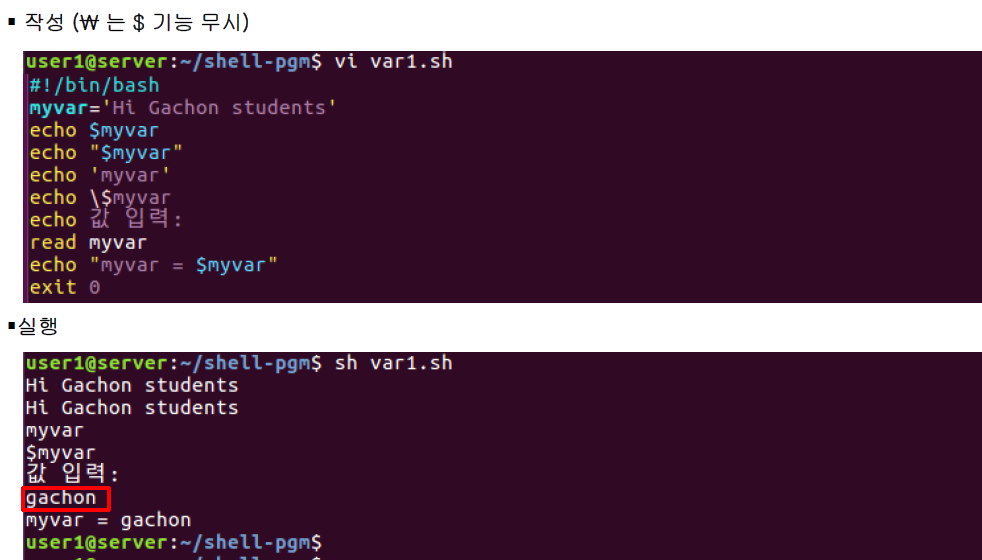 ▪ 작성 (₩ 는 $ 기능 무시)
user1@server:~/shell-pgm$ vi var1.sh
#!/bin/bash
myvar='Hi Gachon students'
echo $myvar
echo "$myvar"
echo 'myvar'
echo \$myvar
echo 값 입력:
read myvar
echo "myvar = $myvar"
exit 0
▪실행
user1@server:~/shell-pgm$ sh var1.sh
Hi Gachon students
Hi Gachon students
myvar
$myvar
값 입력:
gachon
myvar = gachon
user1@server:~/shell-pgm$